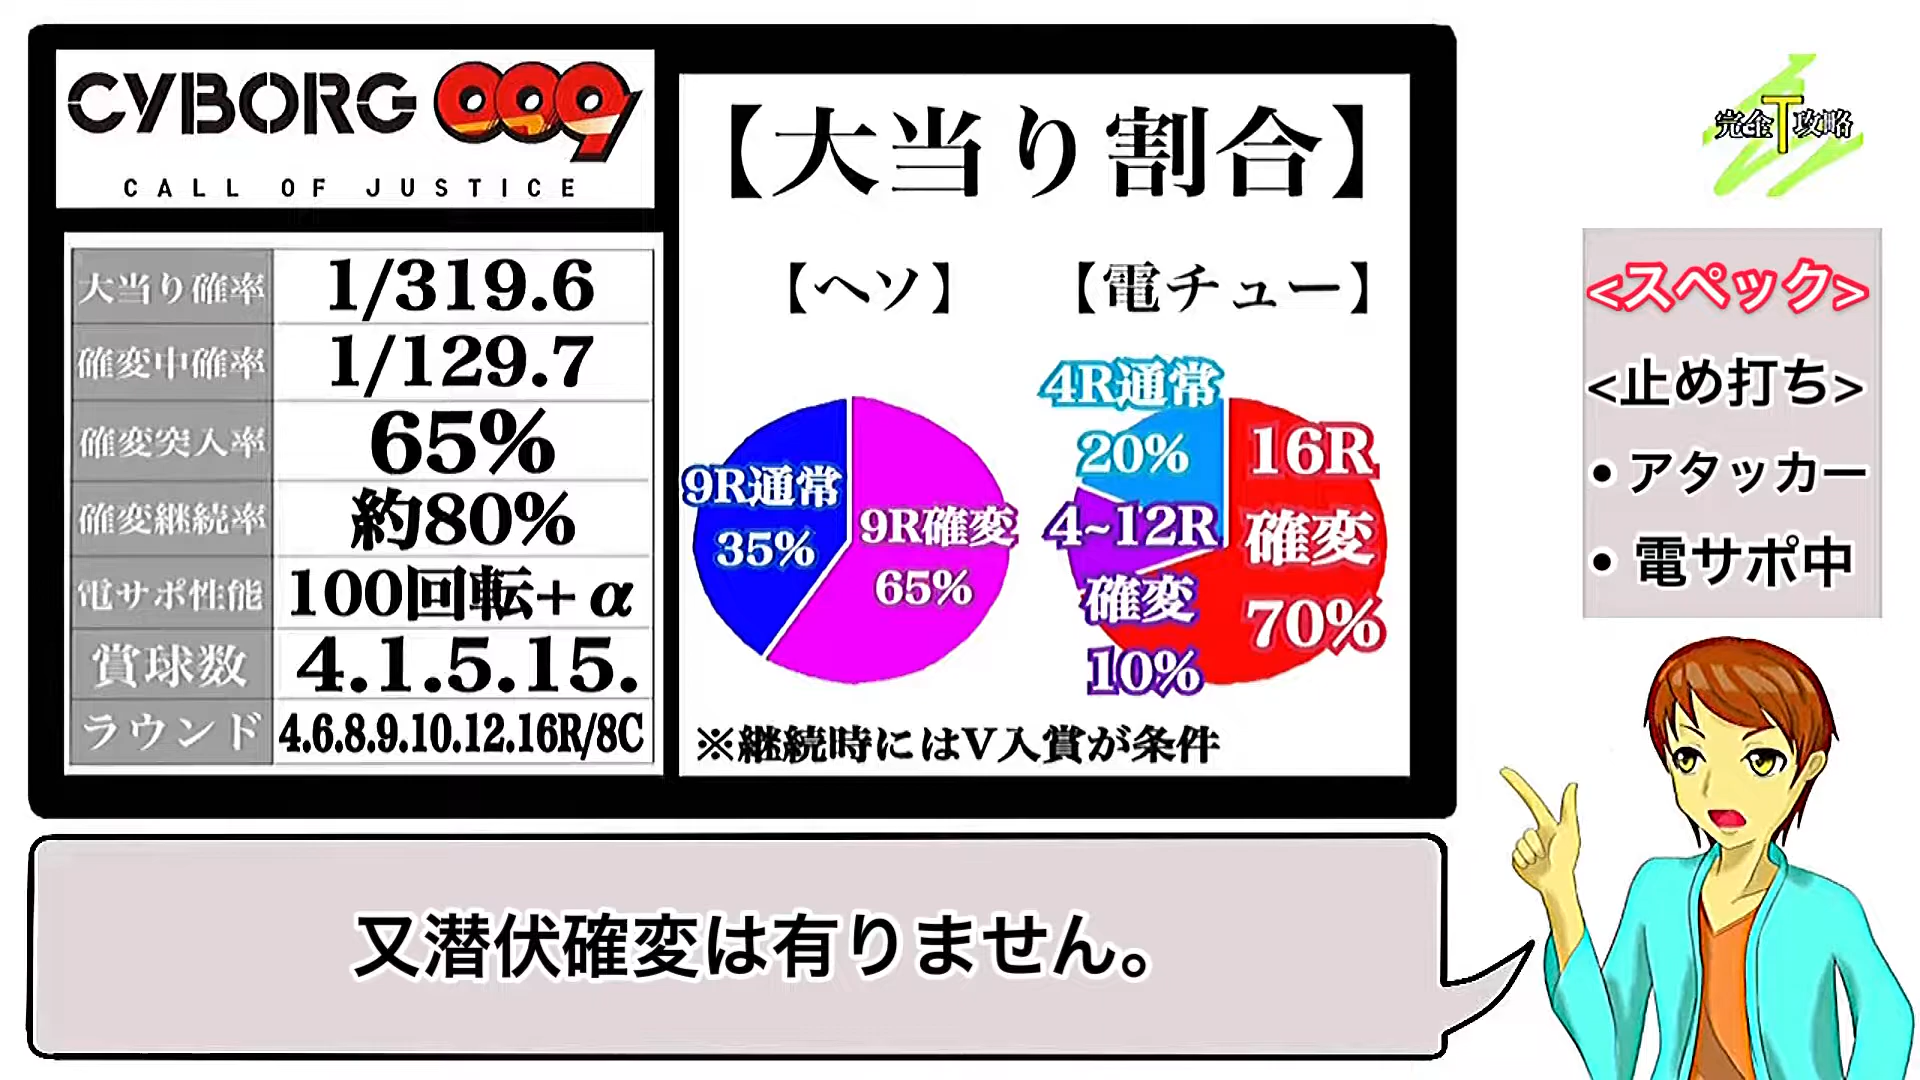 CYBORG 009
CALL OF JUSTICE
大当り確率 1/319.6
確変中確率 1/129.7
確変突入率 65%
確変継続率 約80%
電サポ性能 100回転+α
賞球数 4.1.5.15.
ラウンド 4.6.8.9.10.12.16R/8C
【大当り割合】
【ヘソ】
9R通常
35%
9R確変
65%
【電チュー】
4R通常
20%
4~12R
確変
10%
16R
確変
70%
※継続時にはV入賞が条件
完全T攻略
<スペック>
<止め打ち>
・アタッカー
・電サポ中
又潜伏確変は有りません。